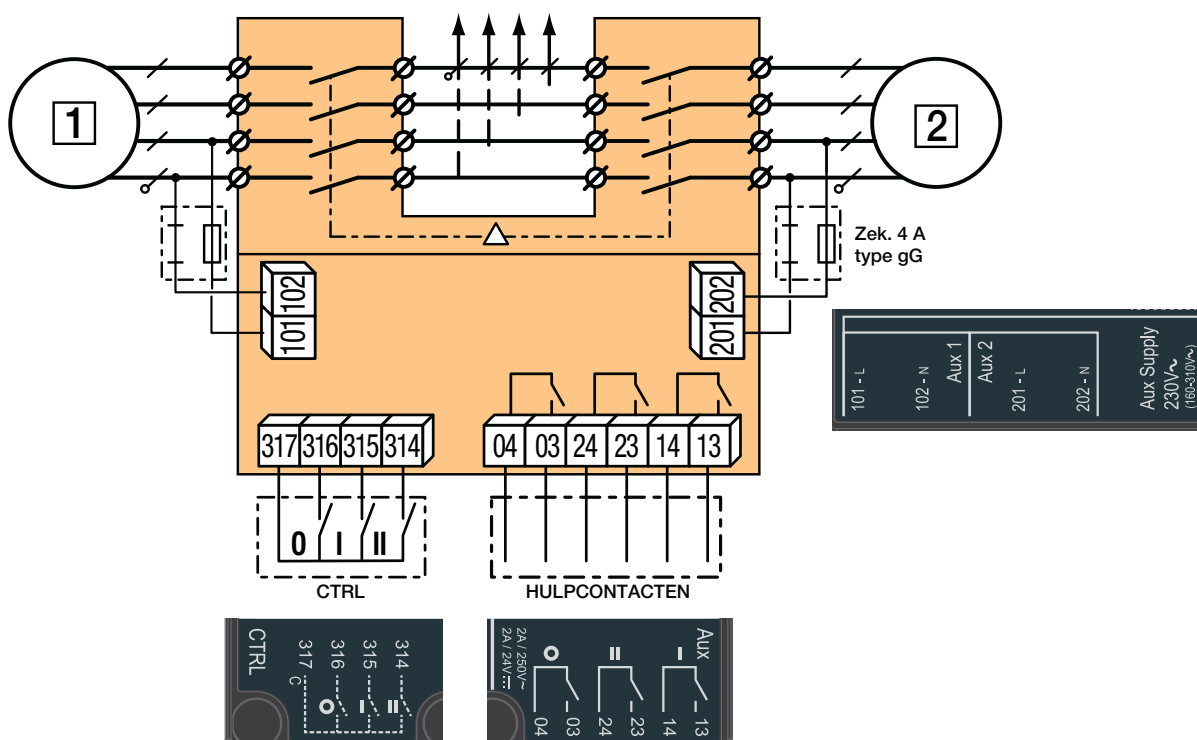 1
2
Zek. 4 A
type gG
102
101
202
201
101 - L
102 - N
Aux 1
Aux 2
201 - L
202 - N
Aux Supply
230V~
(160-310V~)
317 316 315 314
04 03 24 23 14 13
0 I II
CTRL
HULPCONTACTEN
CTRL
317 316 315 314
C
O I II
2A / 250V~
2A / 24V⎓
Aux
O II I
04 03 24 23 14 13